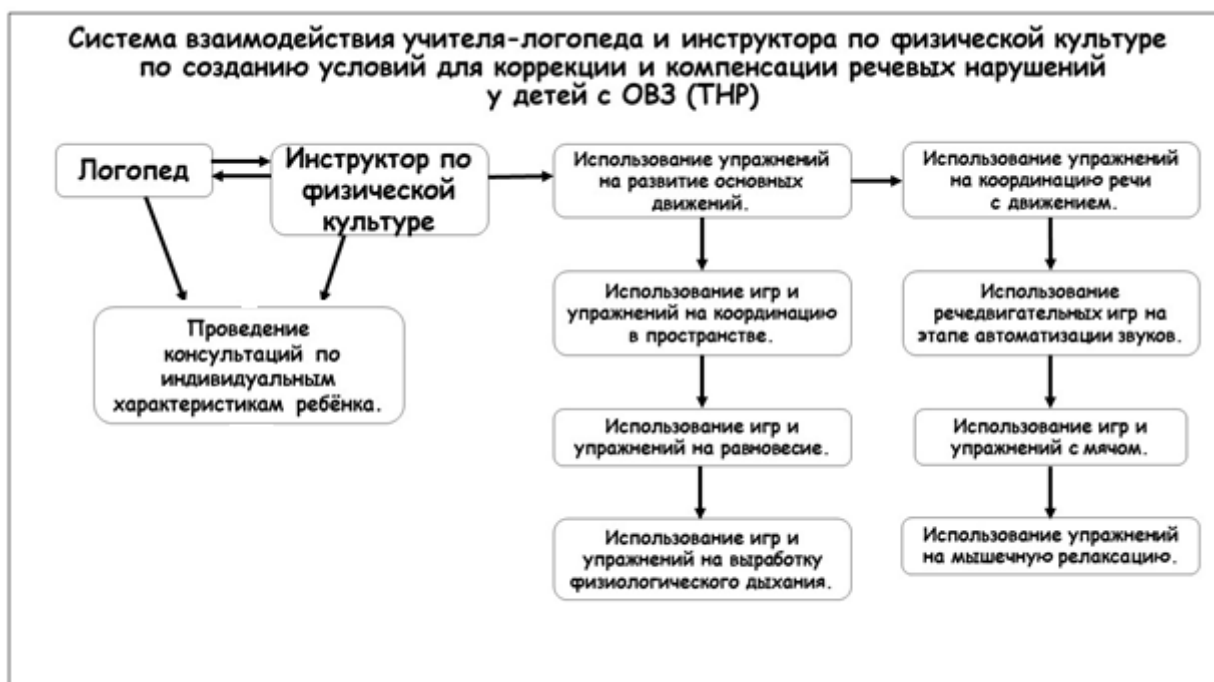 Система взаимодействия учителя-логопеда и инструктора по физической культуре
по созданию условий для коррекции и компенсации речевых нарушений
у детей с ОВЗ (ТНР)
Логопед
Инструктор по
физической
культуре
Проведение
консультаций по
индивидуальным
характеристикам ребёнка.
Использование упражнений
на развитие основных
движений.
Использование игр и
упражнений на координацию
в пространстве.
Использование игр и
упражнений на равновесие.
Использование игр и
упражнений на выработку
физиологического дыхания.
Использование упражнений
на координацию речи
с движением.
Использование
речедвигательных игр на
этапе автоматизации звуков.
Использование игр и
упражнений с мячом.
Использование упражнений
на мышечную релаксацию.